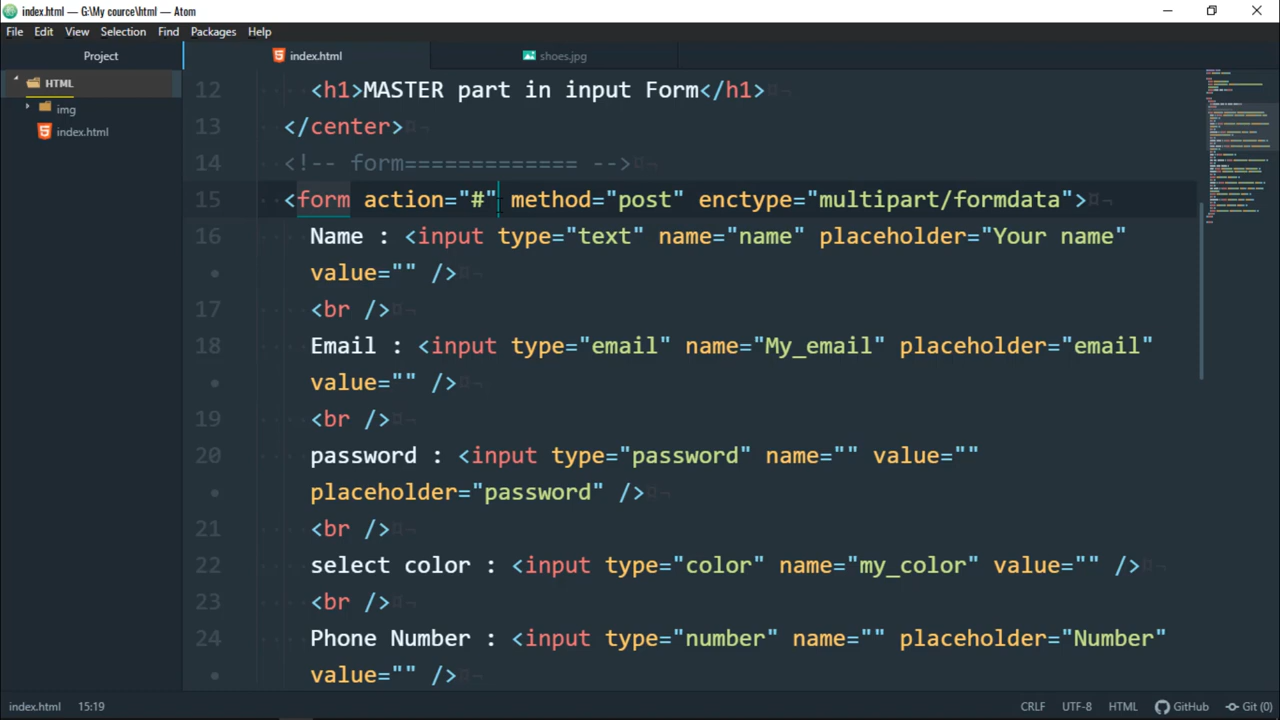 index.html — G:\My cource\html — Atom
File Edit View Selection Find Packages Help
Project
index.html
shoes.jpg
HTML
img
index.html
12 <h1>MASTER part in input Form</h1>
13 </center>
14 <!-- form============= -->
15 <form action="#" method="post" enctype="multipart/formdata">
16 Name : <input type="text" name="name" placeholder="Your name"
value="" />
17 <br />
18 Email : <input type="email" name="My_email" placeholder="email"
value="" />
19 <br />
20 password : <input type="password" name="" value=""
placeholder="password" />
21 <br />
22 select color : <input type="color" name="my_color" value="" />
23 <br />
24 Phone Number : <input type="number" name="" placeholder="Number"
value="" />
index.html 15:19 CRLF UTF-8 HTML GitHub Git (0)